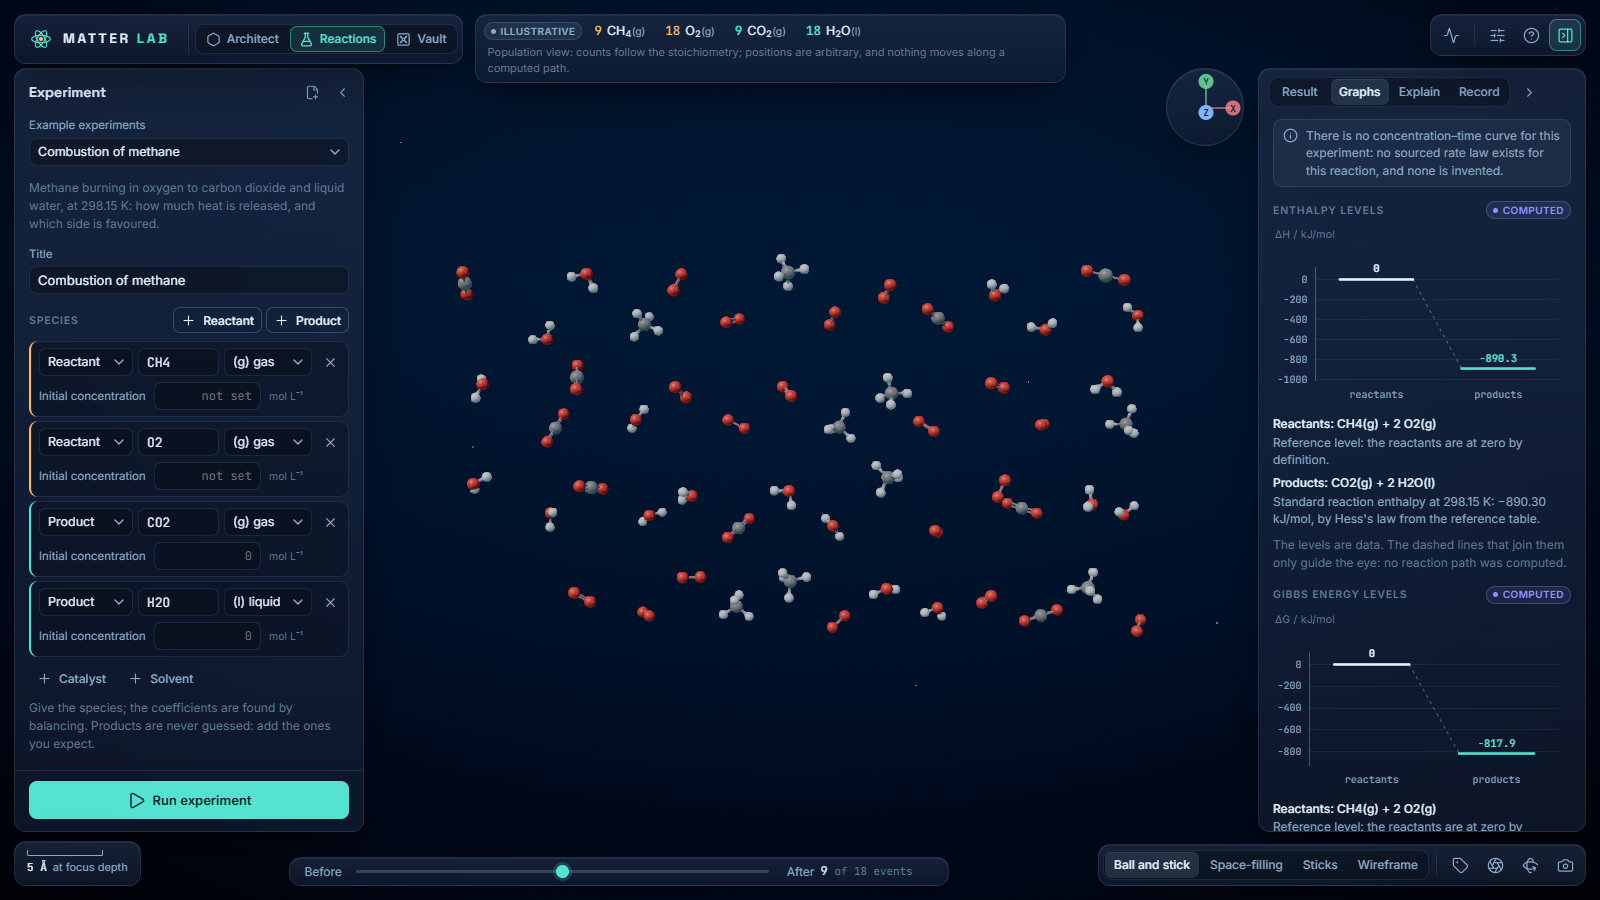 MATTER LAB
Architect
Reactions
Vault
ILLUSTRATIVE 9 CH4(g) 18 O2(g) 9 CO2(g) 18 H2O(l)
Population view: counts follow the stoichiometry; positions are arbitrary, and nothing moves along a
computed path.
Experiment
Example experiments
Combustion of methane
Methane burning in oxygen to carbon dioxide and liquid
water, at 298.15 K: how much heat is released, and
which side is favoured.
Title
Combustion of methane
SPECIES
+ Reactant
+ Product
Reactant CH4 (g) gas
Initial concentration not set mol L⁻¹
Reactant O2 (g) gas
Initial concentration not set mol L⁻¹
Product CO2 (g) gas
Initial concentration 0 mol L⁻¹
Product H2O (l) liquid
Initial concentration 0 mol L⁻¹
+ Catalyst + Solvent
Give the species; the coefficients are found by
balancing. Products are never guessed: add the ones
you expect.
Run experiment
5 Å at focus depth
Before
After 9 of 18 events
Y
X
Z
Result Graphs Explain Record
There is no concentration–time curve for this
experiment: no sourced rate law exists for
this reaction, and none is invented.
ENTHALPY LEVELS COMPUTED
ΔH / kJ/mol
0
0
-200
-400
-600
-800
-1000
-890.3
reactants products
Reactants: CH4(g) + 2 O2(g)
Reference level: the reactants are at zero by
definition.
Products: CO2(g) + 2 H2O(l)
Standard reaction enthalpy at 298.15 K: −890.30
kJ/mol, by Hess's law from the reference table.
The levels are data. The dashed lines that join them
only guide the eye: no reaction path was computed.
GIBBS ENERGY LEVELS COMPUTED
ΔG / kJ/mol
0
0
-200
-400
-600
-800
-817.9
reactants products
Reactants: CH4(g) + 2 O2(g)
Reference level: the reactants are at zero by
Ball and stick Space-filling Sticks Wireframe